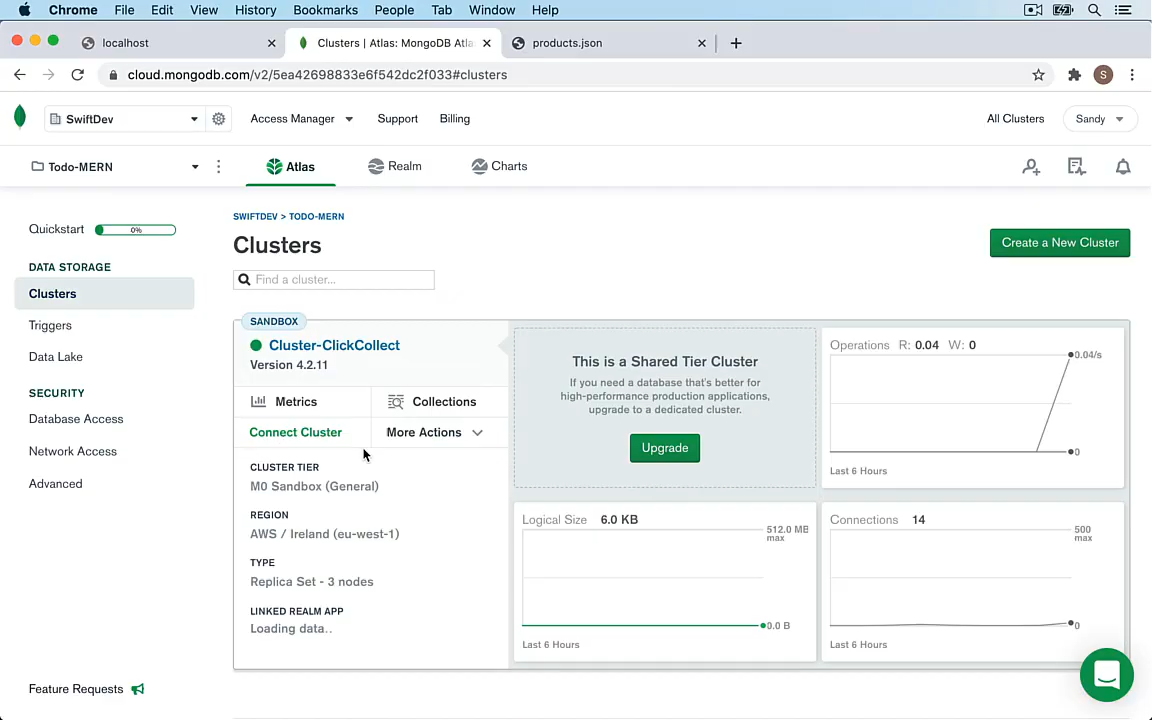 Chrome File Edit View History Bookmarks People Tab Window Help
localhost
Clusters | Atlas: MongoDB Atla
products.json
cloud.mongodb.com/v2/5ea42698833e6f542dc2f033#clusters
S
SwiftDev
Access Manager
Support
Billing
All Clusters
Sandy
Todo-MERN
Atlas
Realm
Charts
Quickstart
0%
DATA STORAGE
Clusters
Triggers
Data Lake
SECURITY
Database Access
Network Access
Advanced
Feature Requests
SWIFTDEV > TODO-MERN
Clusters
Create a New Cluster
Find a cluster...
SANDBOX
Cluster-ClickCollect
Version 4.2.11
Metrics
Collections
Connect Cluster
More Actions
CLUSTER TIER
M0 Sandbox (General)
REGION
AWS / Ireland (eu-west-1)
TYPE
Replica Set - 3 nodes
LINKED REALM APP
Loading data..
This is a Shared Tier Cluster
If you need a database that's better for
high-performance production applications,
upgrade to a dedicated cluster.
Upgrade
Operations R: 0.04 W: 0
0.04/s
0
Last 6 Hours
Logical Size 6.0 KB
512.0 MB
max
0.0 B
Last 6 Hours
Connections 14
500
max
0
Last 6 Hours